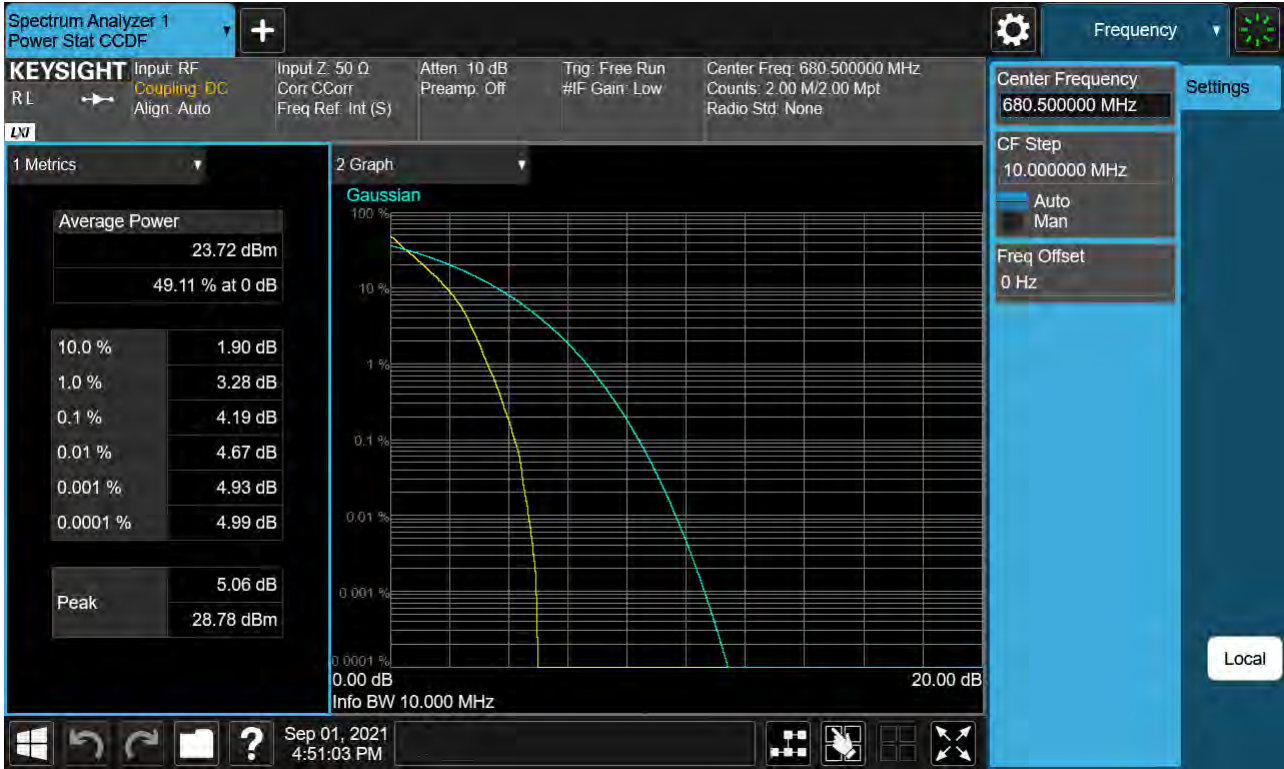 Spectrum Analyzer 1
Power Stat CCDF
Frequency
KEYSIGHT
RL
LXI
Input: RF
Coupling: DC
Align: Auto
Input Z: 50 Ω
Corr CCorr
Freq Ref: Int (S)
Atten: 10 dB
Preamp: Off
Trig: Free Run
#IF Gain: Low
Center Freq: 680.500000 MHz
Counts: 2.00 M/2.00 Mpt
Radio Std: None
Center Frequency
680.500000 MHz
Settings
CF Step
10.000000 MHz
Auto
Man
Freq Offset
0 Hz
Local
1 Metrics
Average Power
23.72 dBm
49.11 % at 0 dB
10.0 % 1.90 dB
1.0 % 3.28 dB
0.1 % 4.19 dB
0.01 % 4.67 dB
0.001 % 4.93 dB
0.0001 % 4.99 dB
Peak
5.06 dB
28.78 dBm
2 Graph
Gaussian
100 %
10 %
1 %
0.1 %
0.01 %
0.001 %
0.0001 %
0.00 dB 20.00 dB
Info BW 10.000 MHz
?
Sep 01, 2021
4:51:03 PM